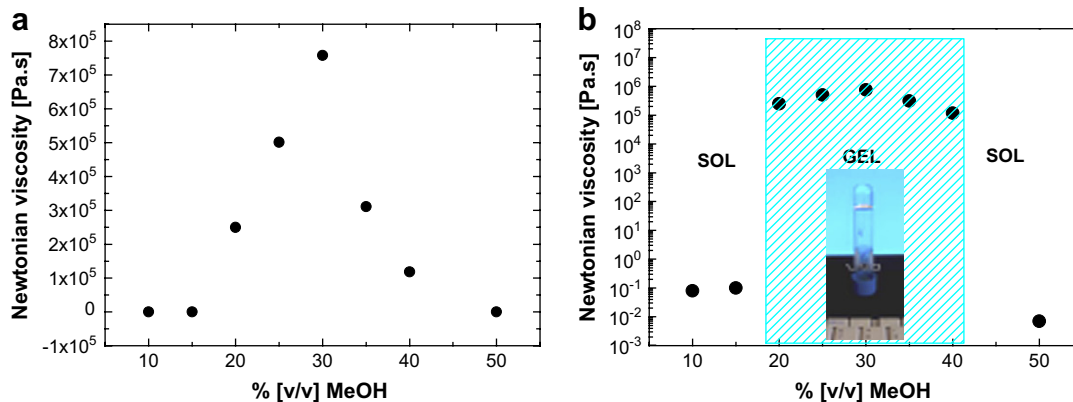 a
Newtonian viscosity [Pa.s]
8x10⁵
7x10⁵
6x10⁵
5x10⁵
4x10⁵
3x10⁵
2x10⁵
1x10⁵
0
-1x10⁵
10 20 30 40 50
% [v/v] MeOH
b
Newtonian viscosity [Pa.s]
10⁸
10⁷
10⁶
10⁵
10⁴
10³
10²
10¹
10⁰
10⁻¹
10⁻²
10⁻³
SOL
GEL
SOL
10 20 30 40 50
% [v/v] MeOH